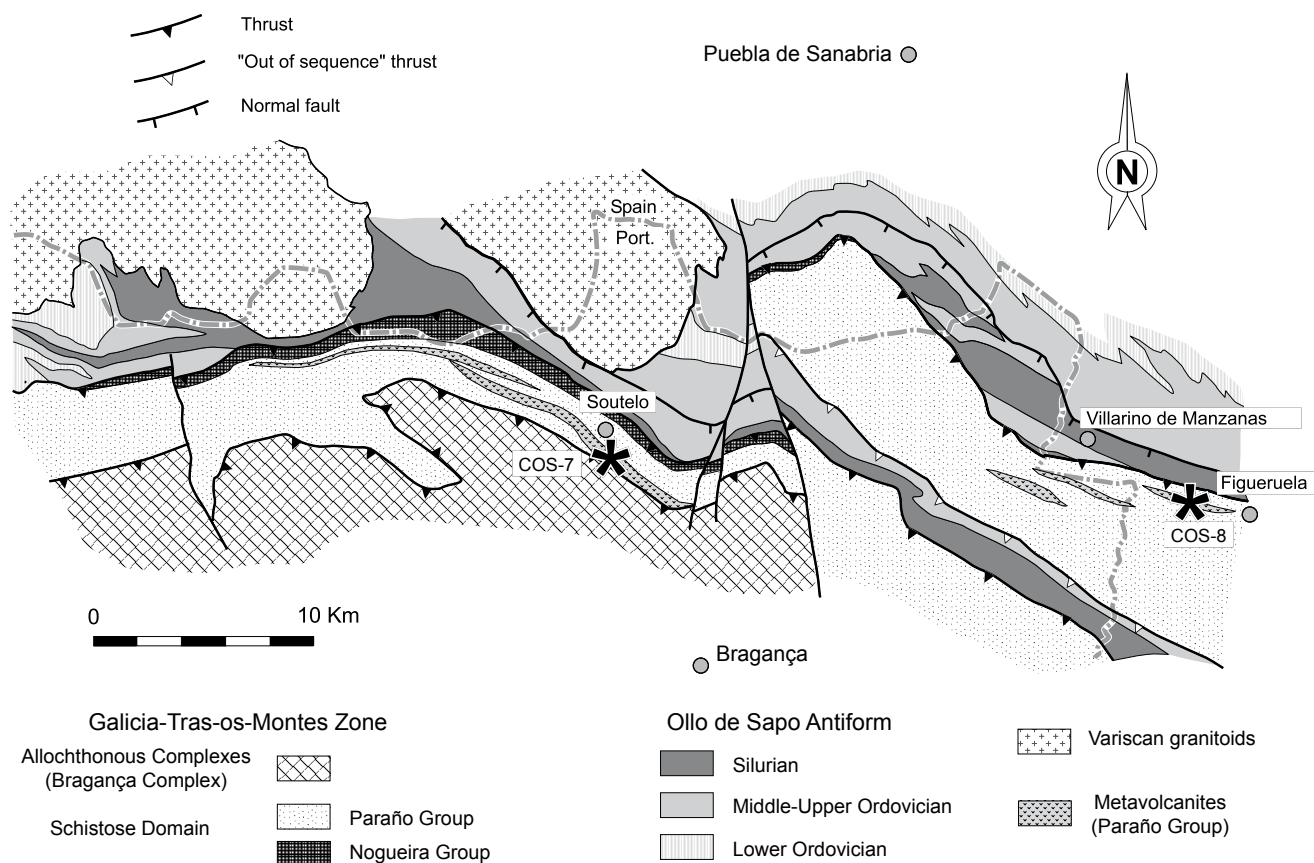 Thrust
"Out of sequence" thrust
Normal fault
Puebla de Sanabria
N
Spain
Port.
Soutelo
COS-7
Villarino de Manzanas
Figueruela
COS-8
0 10 Km
Bragança
Galicia-Tras-os-Montes Zone
Allochthonous Complexes
(Bragança Complex)
Schistose Domain
Paraño Group
Nogueira Group
Ollo de Sapo Antiform
Silurian
Middle-Upper Ordovician
Lower Ordovician
Variscan granitoids
Metavolcanites
(Paraño Group)